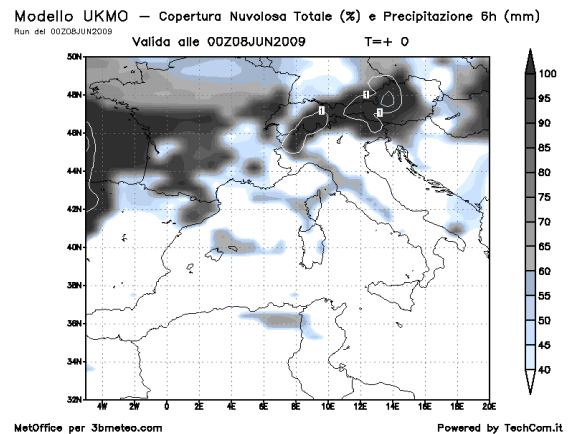 Modello UKMO – Copertura Nuvolosa Totale (%) e Precipitazione 6h (mm)
Run del 00Z08JUN2009
Valida alle 00Z08JUN2009 T=+ 0
50N
48N
46N
44N
42N
40N
38N
36N
34N
32N
4W 2W 0 2E 4E 6E 8E 10E 12E 14E 16E 18E 20E
1
1
1
100
95
90
85
80
75
70
65
60
55
50
45
40
MetOffice per 3bmeteo.com Powered by TechCom.it